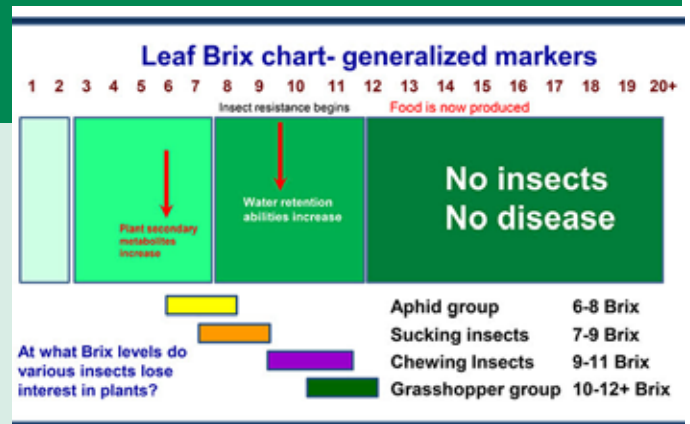 Leaf Brix chart- generalized markers
1 2 3 4 5 6 7 8 9 10 11 12 13 14 15 16 17 18 19 20+
Insect resistance begins
Food is now produced
Plant secondary
metabolites
increase
Water retention
abilities increase
No insects
No disease
At what Brix levels do
various insects lose
interest in plants?
Aphid group 6-8 Brix
Sucking insects 7-9 Brix
Chewing Insects 9-11 Brix
Grasshopper group 10-12+ Brix